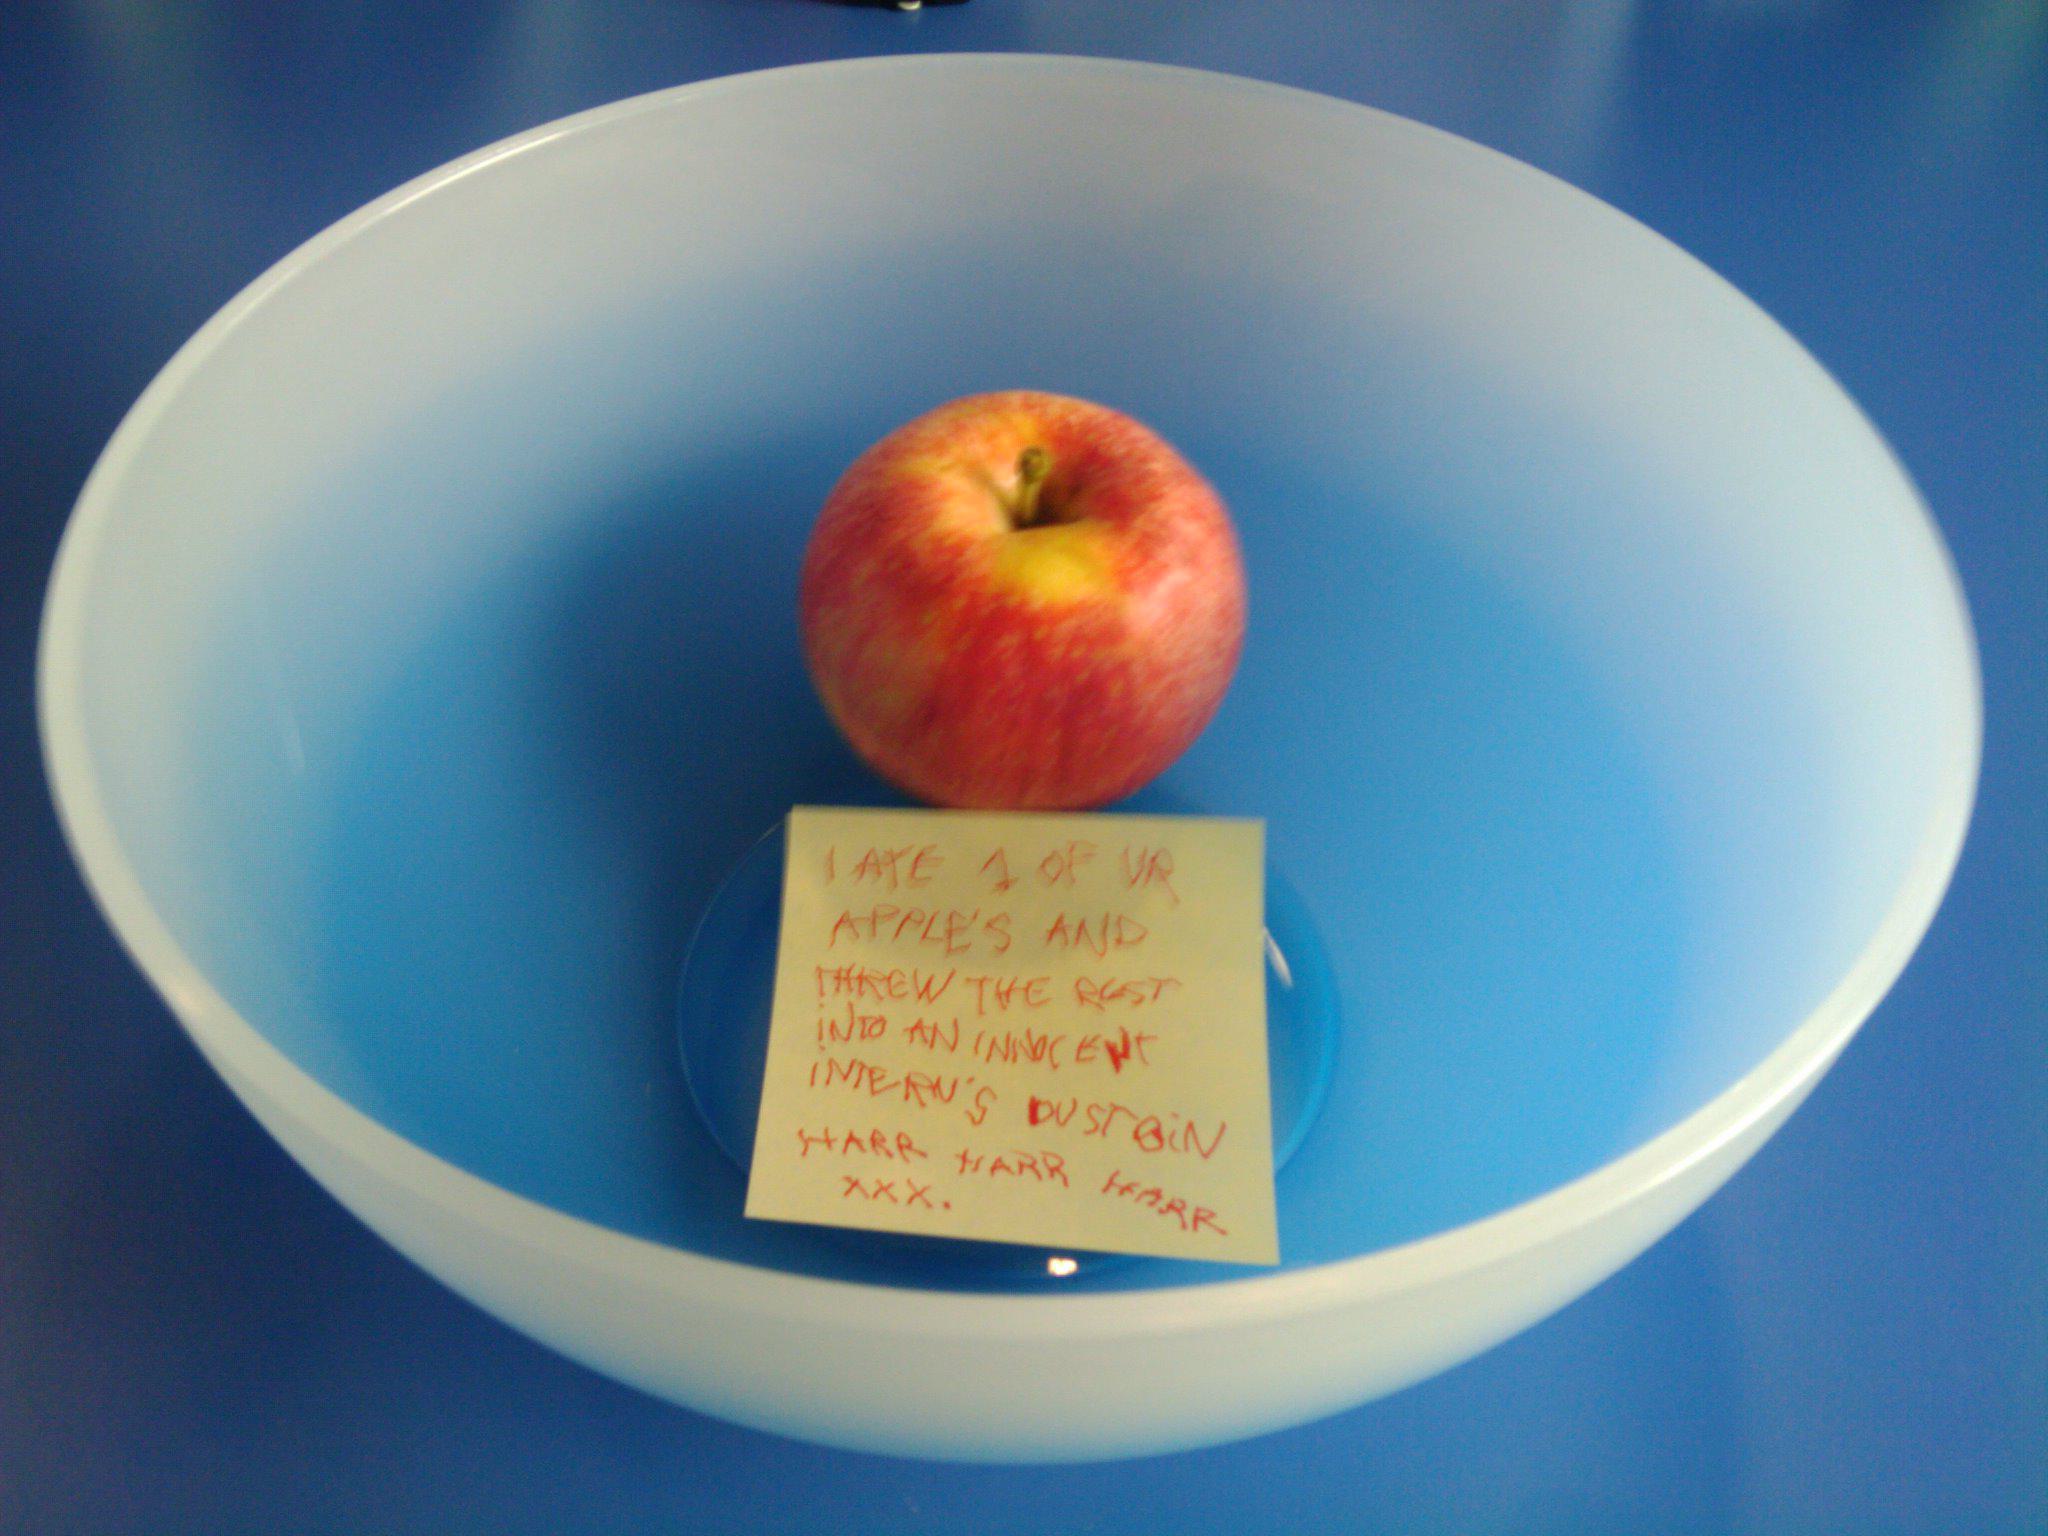 I ATE 1 OF UR
APPLE'S AND
THREW THE REST
INTO AN INNOCENT
INTERN'S DUSTBIN
HARR HARR HARR
XXX.